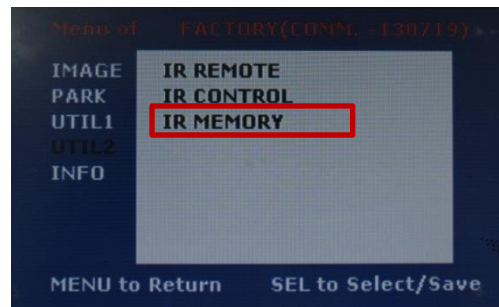 Menu of FACTORY(COMM. -130719)
IMAGE IR REMOTE
PARK IR CONTROL
UTIL1 IR MEMORY
UTIL2
INFO
MENU to Return SEL to Select/Save